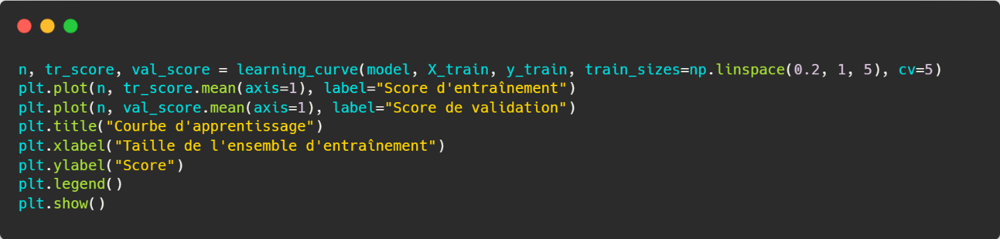 n, tr_score, val_score = learning_curve(model, X_train, y_train, train_sizes=np.linspace(0.2, 1, 5), cv=5)
plt.plot(n, tr_score.mean(axis=1), label="Score d'entraînement")
plt.plot(n, val_score.mean(axis=1), label="Score de validation")
plt.title("Courbe d'apprentissage")
plt.xlabel("Taille de l'ensemble d'entraînement")
plt.ylabel("Score")
plt.legend()
plt.show()